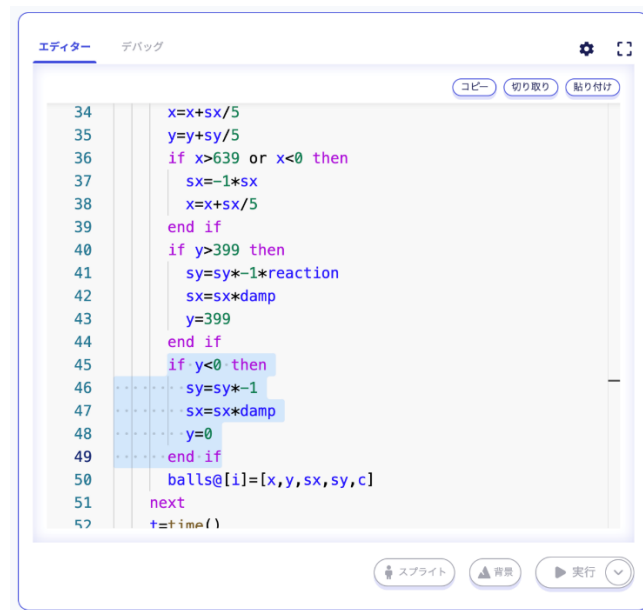 エディター デバッグ
コピー 切り取り 貼り付け
34 x=x+sx/5
35 y=y+sy/5
36 if x>639 or x<0 then
37 sx=-1*sx
38 x=x+sx/5
39 end if
40 if y>399 then
41 sy=sy*-1*reaction
42 sx=sx*damp
43 y=399
44 end if
45 if y<0 then
46 sy=sy*-1
47 sx=sx*damp
48 y=0
49 end if
50 balls@[i]=[x,y,sx,sy,c]
51 next
52 t=time()
スプライト 背景 実行